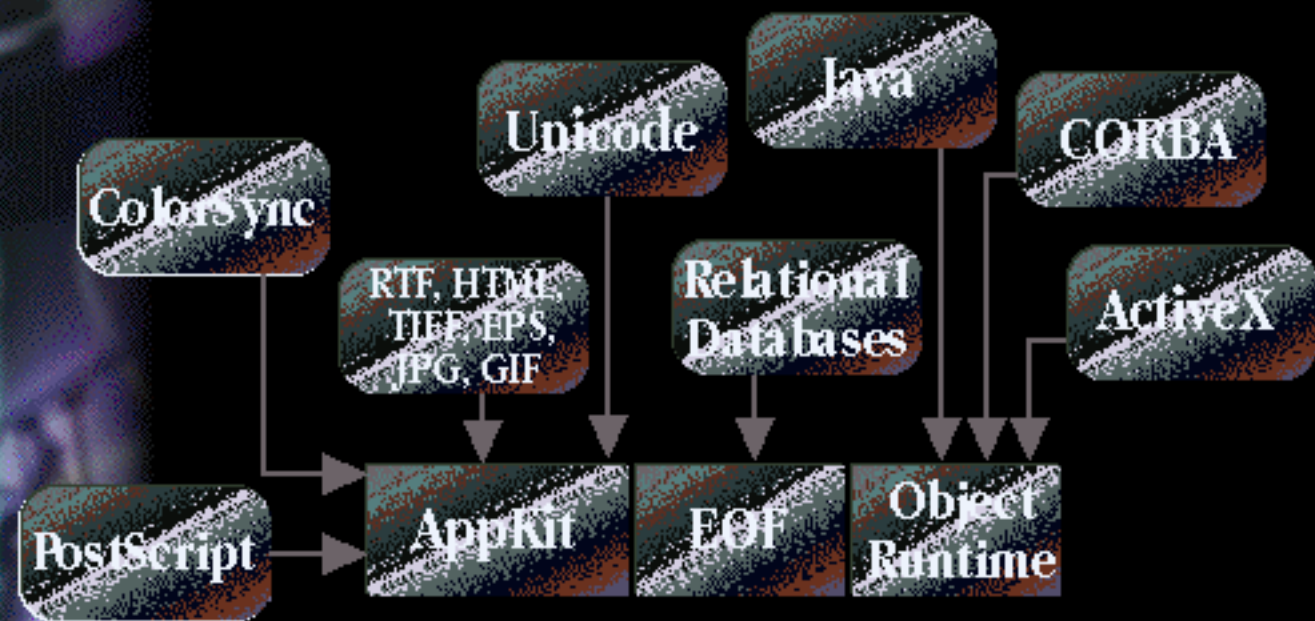 Java
Unicode
CORBA
ColorSync
RTF, HTML,
TIFF, EPS,
JPG, GIF
Relational
Databases
ActiveX
PostScript
AppKit
EOF
Object
Runtime